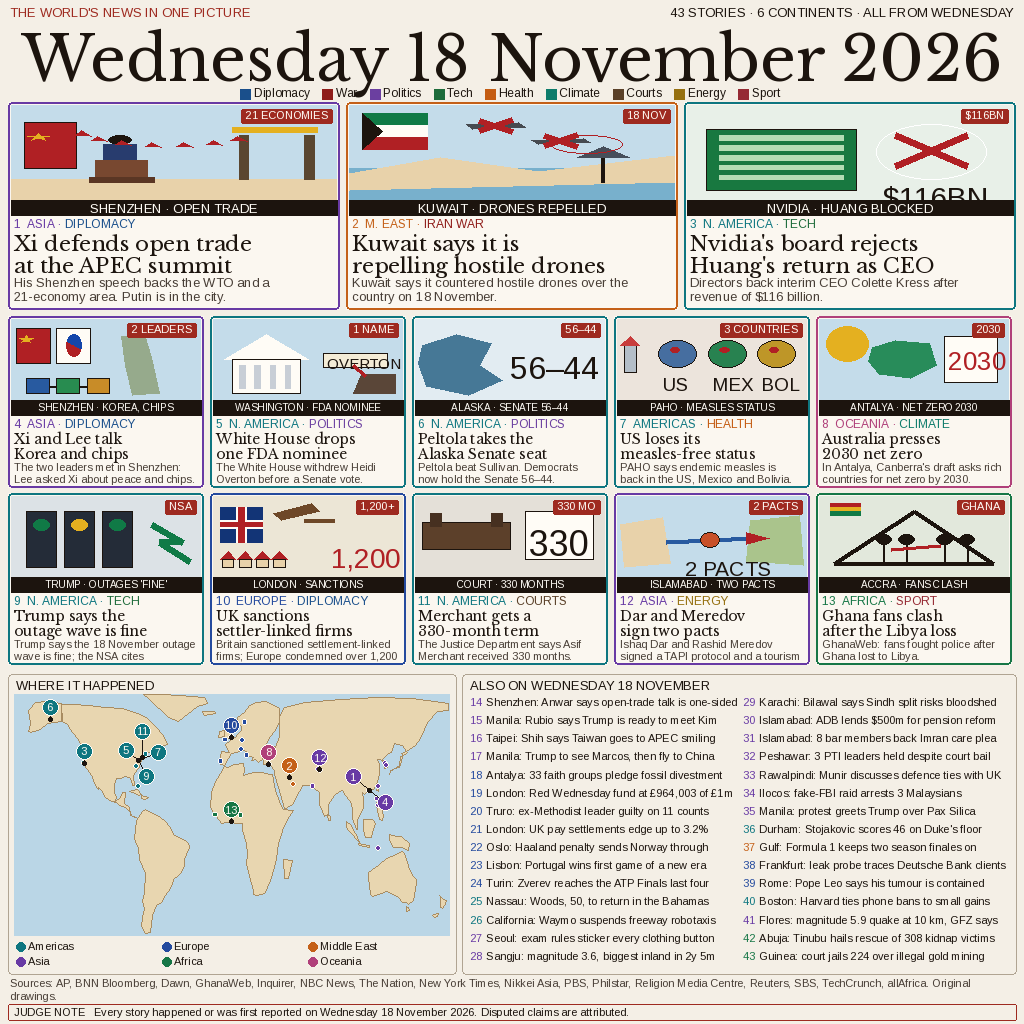 THE WORLD'S NEWS IN ONE PICTURE
43 STORIES · 6 CONTINENTS · ALL FROM WEDNESDAY
Wednesday 18 November 2026
Diplomacy War Politics Tech Health Climate Courts Energy Sport
21 ECONOMIES
SHENZHEN · OPEN TRADE
1 ASIA · DIPLOMACY
Xi defends open trade
at the APEC summit
His Shenzhen speech backs the WTO and a
21-economy area. Putin is in the city.
18 NOV
KUWAIT · DRONES REPELLED
2 M. EAST · IRAN WAR
Kuwait says it is
repelling hostile drones
Kuwait says it countered hostile drones over the
country on 18 November.
$116BN
$116BN
NVIDIA · HUANG BLOCKED
3 N. AMERICA · TECH
Nvidia's board rejects
Huang's return as CEO
Directors back interim CEO Colette Kress after
revenue of $116 billion.
2 LEADERS
SHENZHEN · KOREA, CHIPS
4 ASIA · DIPLOMACY
Xi and Lee talk
Korea and chips
The two leaders met in Shenzhen:
Lee asked Xi about peace and chips.
1 NAME
OVERTON
WASHINGTON · FDA NOMINEE
5 N. AMERICA · POLITICS
White House drops
one FDA nominee
The White House withdrew Heidi
Overton before a Senate vote.
56–44
56–44
ALASKA · SENATE 56–44
6 N. AMERICA · POLITICS
Peltola takes the
Alaska Senate seat
Peltola beat Sullivan. Democrats
now hold the Senate 56–44.
3 COUNTRIES
US MEX BOL
PAHO · MEASLES STATUS
7 AMERICAS · HEALTH
US loses its
measles-free status
PAHO says endemic measles is
back in the US, Mexico and Bolivia.
2030
2030
ANTALYA · NET ZERO 2030
8 OCEANIA · CLIMATE
Australia presses
2030 net zero
In Antalya, Canberra's draft asks rich
countries for net zero by 2030.
NSA
TRUMP · OUTAGES 'FINE'
9 N. AMERICA · TECH
Trump says the
outage wave is fine
Trump says the 18 November outage
wave is fine; the NSA cites
1,200+
1,200
LONDON · SANCTIONS
10 EUROPE · DIPLOMACY
UK sanctions
settler-linked firms
Britain sanctioned settlement-linked
firms; Europe condemned over 1,200
330 MO
330
COURT · 330 MONTHS
11 N. AMERICA · COURTS
Merchant gets a
330-month term
The Justice Department says Asif
Merchant received 330 months.
2 PACTS
2 PACTS
ISLAMABAD · TWO PACTS
12 ASIA · ENERGY
Dar and Meredov
sign two pacts
Ishaq Dar and Rashid Meredov
signed a TAPI protocol and a tourism
GHANA
ACCRA · FANS CLASH
13 AFRICA · SPORT
Ghana fans clash
after the Libya loss
GhanaWeb: fans fought police after
Ghana lost to Libya.
WHERE IT HAPPENED
6
11
10
3
5
7
8
12
2
1
9
4
13
Americas Europe Middle East
Asia Africa Oceania
ALSO ON WEDNESDAY 18 NOVEMBER
14 Shenzhen: Anwar says open-trade talk is one-sided
15 Manila: Rubio says Trump is ready to meet Kim
16 Taipei: Shih says Taiwan goes to APEC smiling
17 Manila: Trump to see Marcos, then fly to China
18 Antalya: 33 faith groups pledge fossil divestment
19 London: Red Wednesday fund at £964,003 of £1m
20 Truro: ex-Methodist leader guilty on 11 counts
21 London: UK pay settlements edge up to 3.2%
22 Oslo: Haaland penalty sends Norway through
23 Lisbon: Portugal wins first game of a new era
24 Turin: Zverev reaches the ATP Finals last four
25 Nassau: Woods, 50, to return in the Bahamas
26 California: Waymo suspends freeway robotaxis
27 Seoul: exam rules sticker every clothing button
28 Sangju: magnitude 3.6, biggest inland in 2y 5m
29 Karachi: Bilawal says Sindh split risks bloodshed
30 Islamabad: ADB lends $500m for pension reform
31 Islamabad: 8 bar members back Imran care plea
32 Peshawar: 3 PTI leaders held despite court bail
33 Rawalpindi: Munir discusses defence ties with UK
34 Ilocos: fake-FBI raid arrests 3 Malaysians
35 Manila: protest greets Trump over Pax Silica
36 Durham: Stojakovic scores 46 on Duke's floor
37 Gulf: Formula 1 keeps two season finales on
38 Frankfurt: leak probe traces Deutsche Bank clients
39 Rome: Pope Leo says his tumour is contained
40 Boston: Harvard ties phone bans to small gains
41 Flores: magnitude 5.9 quake at 10 km, GFZ says
42 Abuja: Tinubu hails rescue of 308 kidnap victims
43 Guinea: court jails 224 over illegal gold mining
Sources: AP, BNN Bloomberg, Dawn, GhanaWeb, Inquirer, NBC News, The Nation, New York Times, Nikkei Asia, PBS, Philstar, Religion Media Centre, Reuters, SBS, TechCrunch, allAfrica. Original
drawings.
JUDGE NOTE Every story happened or was first reported on Wednesday 18 November 2026. Disputed claims are attributed.